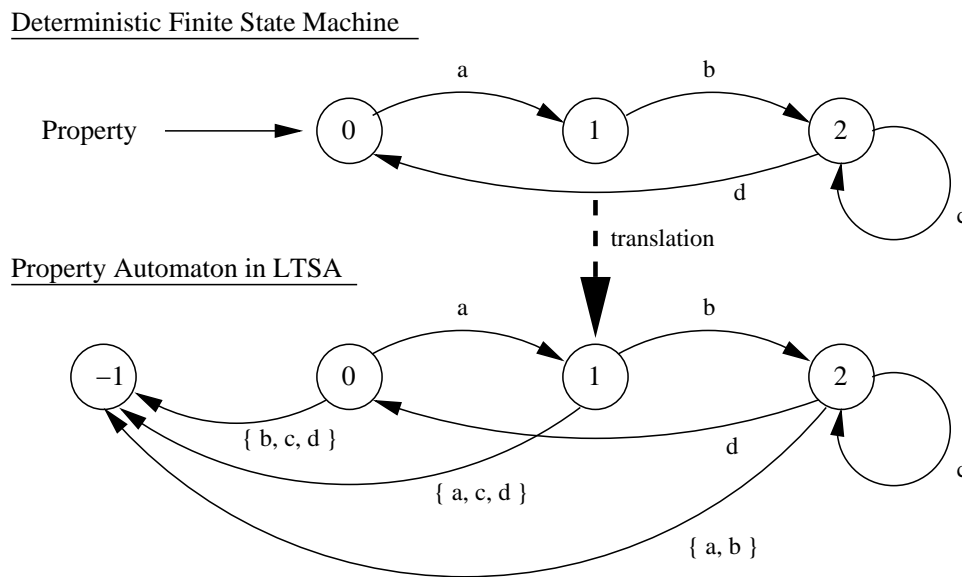 Deterministic Finite State Machine
a
b
Property
0
1
2
d
c
translation
Property Automaton in LTSA
a
b
–1
0
1
2
{ b, c, d }
d
c
{ a, c, d }
{ a, b }